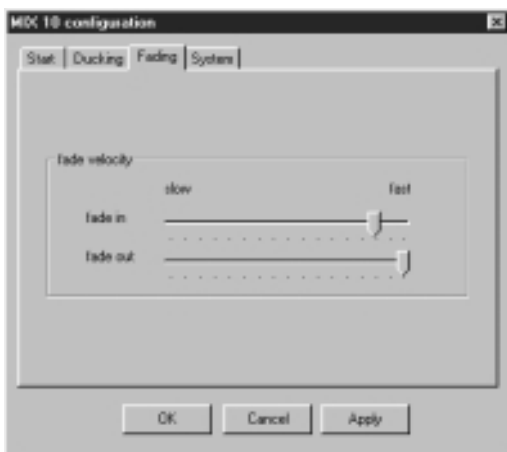 MIX 10 configuration
Start Ducking Fading System
fade velocity
slow fast
fade in
fade out
OK Cancel Apply